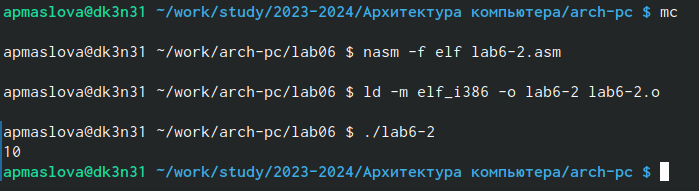 apmaslova@dk3n31 ~/work/study/2023-2024/Архитектура компьютера/arch-pc $ mc
apmaslova@dk3n31 ~/work/arch-pc/lab06 $ nasm -f elf lab6-2.asm
apmaslova@dk3n31 ~/work/arch-pc/lab06 $ ld -m elf_i386 -o lab6-2 lab6-2.o
apmaslova@dk3n31 ~/work/arch-pc/lab06 $ ./lab6-2
10
apmaslova@dk3n31 ~/work/study/2023-2024/Архитектура компьютера/arch-pc $